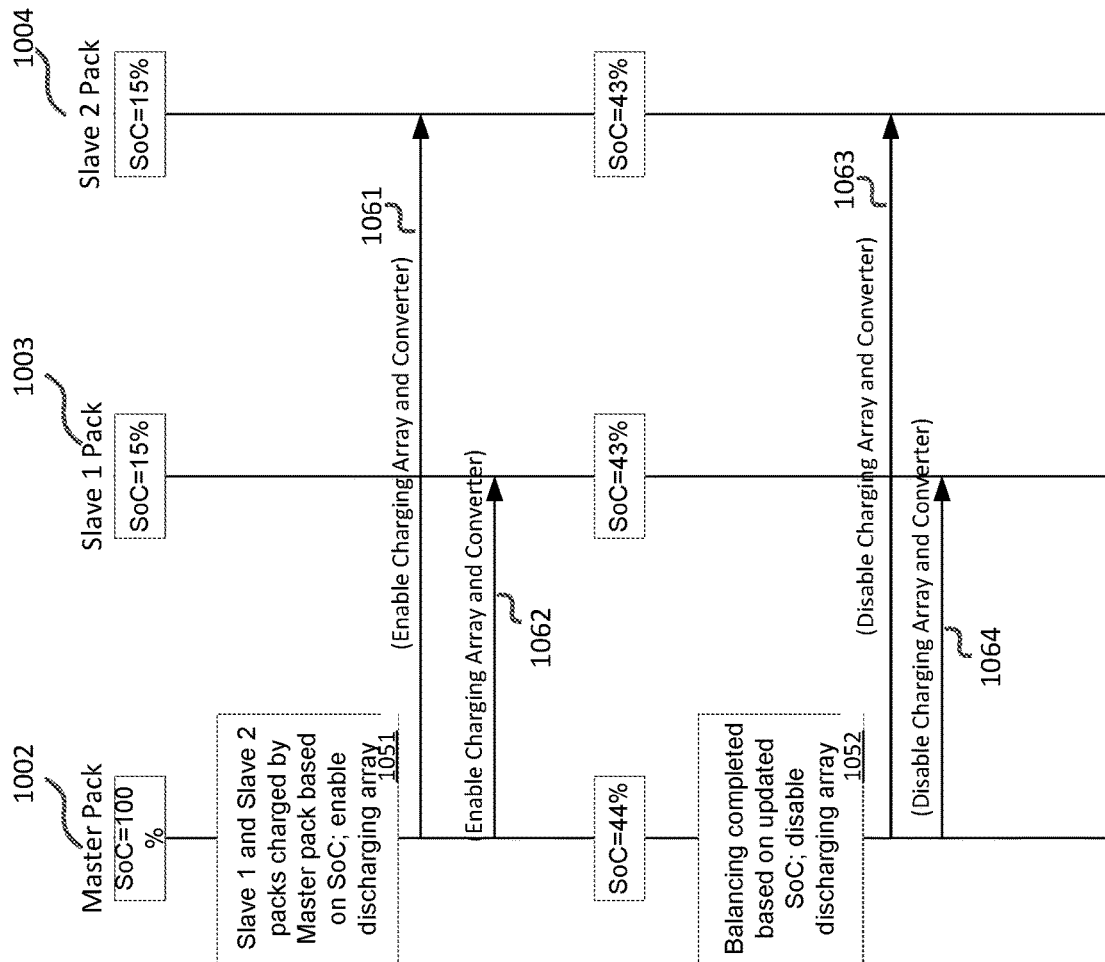 1002
Master Pack
SoC=100
%
1003
Slave 1 Pack
SoC=15%
1004
Slave 2 Pack
SoC=15%
Slave 1 and Slave 2
packs charged by
Master pack based
on SoC; enable
discharging array
1051
(Enable Charging Array and Converter)
1061
Enable Charging Array and Converter)
1062
SoC=44%
SoC=43%
SoC=43%
Balancing completed
based on updated
SoC; disable
discharging array
1052
(Disable Charging Array and Converter)
1063
(Disable Charging Array and Converter)
1064